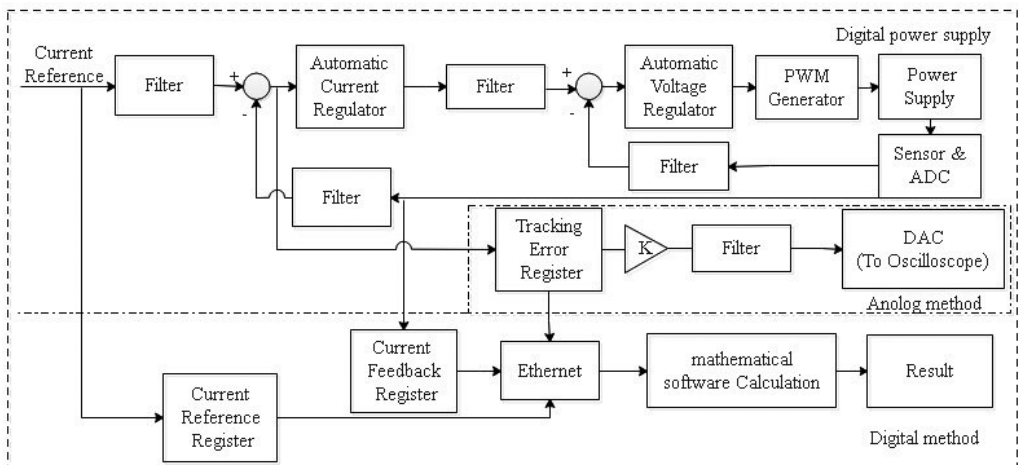 Digital power supply
Current
Reference
Filter
+
-
Automatic
Current
Regulator
Filter
+
-
Automatic
Voltage
Regulator
PWM
Generator
Power
Supply
Filter
Sensor &
ADC
Filter
Tracking
Error
Register
K
Filter
DAC
(To Oscilloscope)
Anolog method
Current
Feedback
Register
Ethernet
mathematical
software Calculation
Result
Current
Reference
Register
Digital method